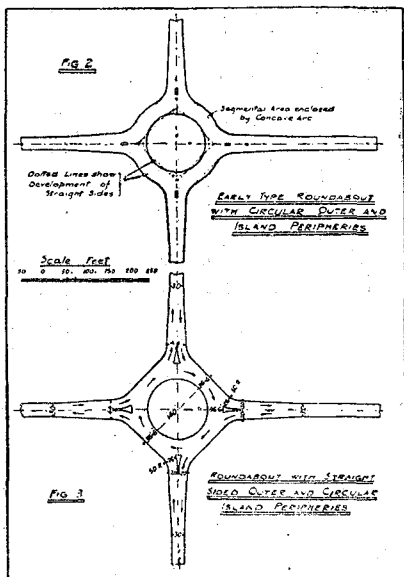 FIG 2
Segmental Area enclosed
by Concave Arc
Dotted Lines show
Development of
Straight Sides
EARLY TYPE ROUNDABOUT
WITH CIRCULAR OUTER AND
ISLAND PERIPHERIES
Scale Feet
50 0 50 100 150 200 250
FIG 3
ROUNDABOUT WITH STRAIGHT
SIDED OUTER AND CIRCULAR
ISLAND PERIPHERIES